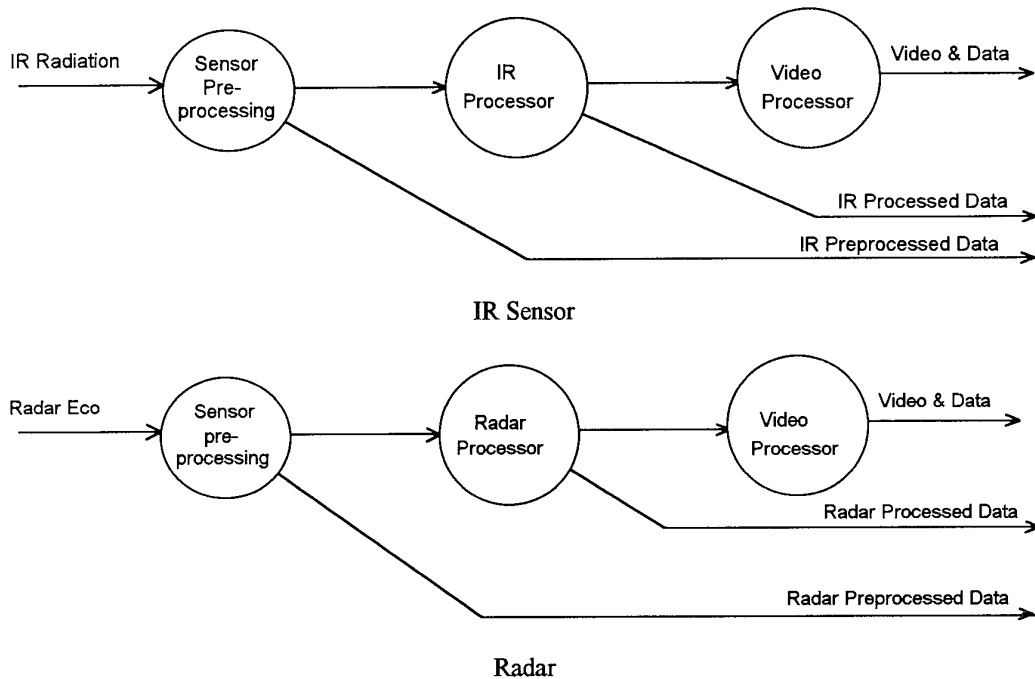 IR Radiation
Sensor
Pre-
processing
IR
Processor
Video
Processor
Video & Data
IR Processed Data
IR Preprocessed Data
IR Sensor
Radar Eco
Sensor
pre-
processing
Radar
Processor
Video
Processor
Video & Data
Radar Processed Data
Radar Preprocessed Data
Radar